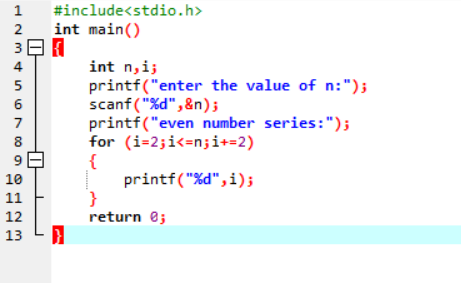 1 #include<stdio.h>
2 int main()
3 {
4 int n,i;
5 printf("enter the value of n:");
6 scanf("%d",&n);
7 printf("even number series:");
8 for (i=2;i<=n;i+=2)
9 {
10 printf("%d",i);
11 }
12 return 0;
13 }